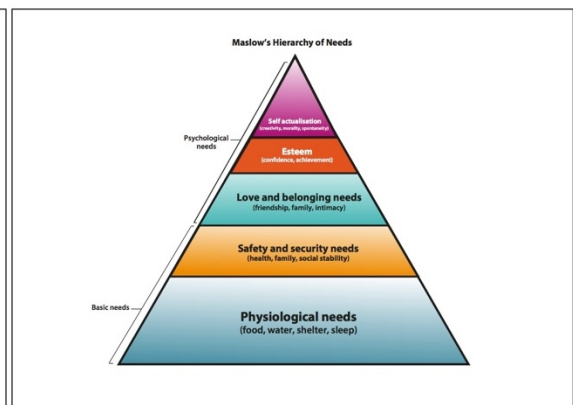 Maslow's Hierarchy of Needs
Self actualisation
(creativity, morality, spontaneity)
Psychological
needs
Esteem
(confidence, achievement)
Love and belonging needs
(friendship, family, intimacy)
Safety and security needs
(health, family, social stability)
Basic needs
Physiological needs
(food, water, shelter, sleep)